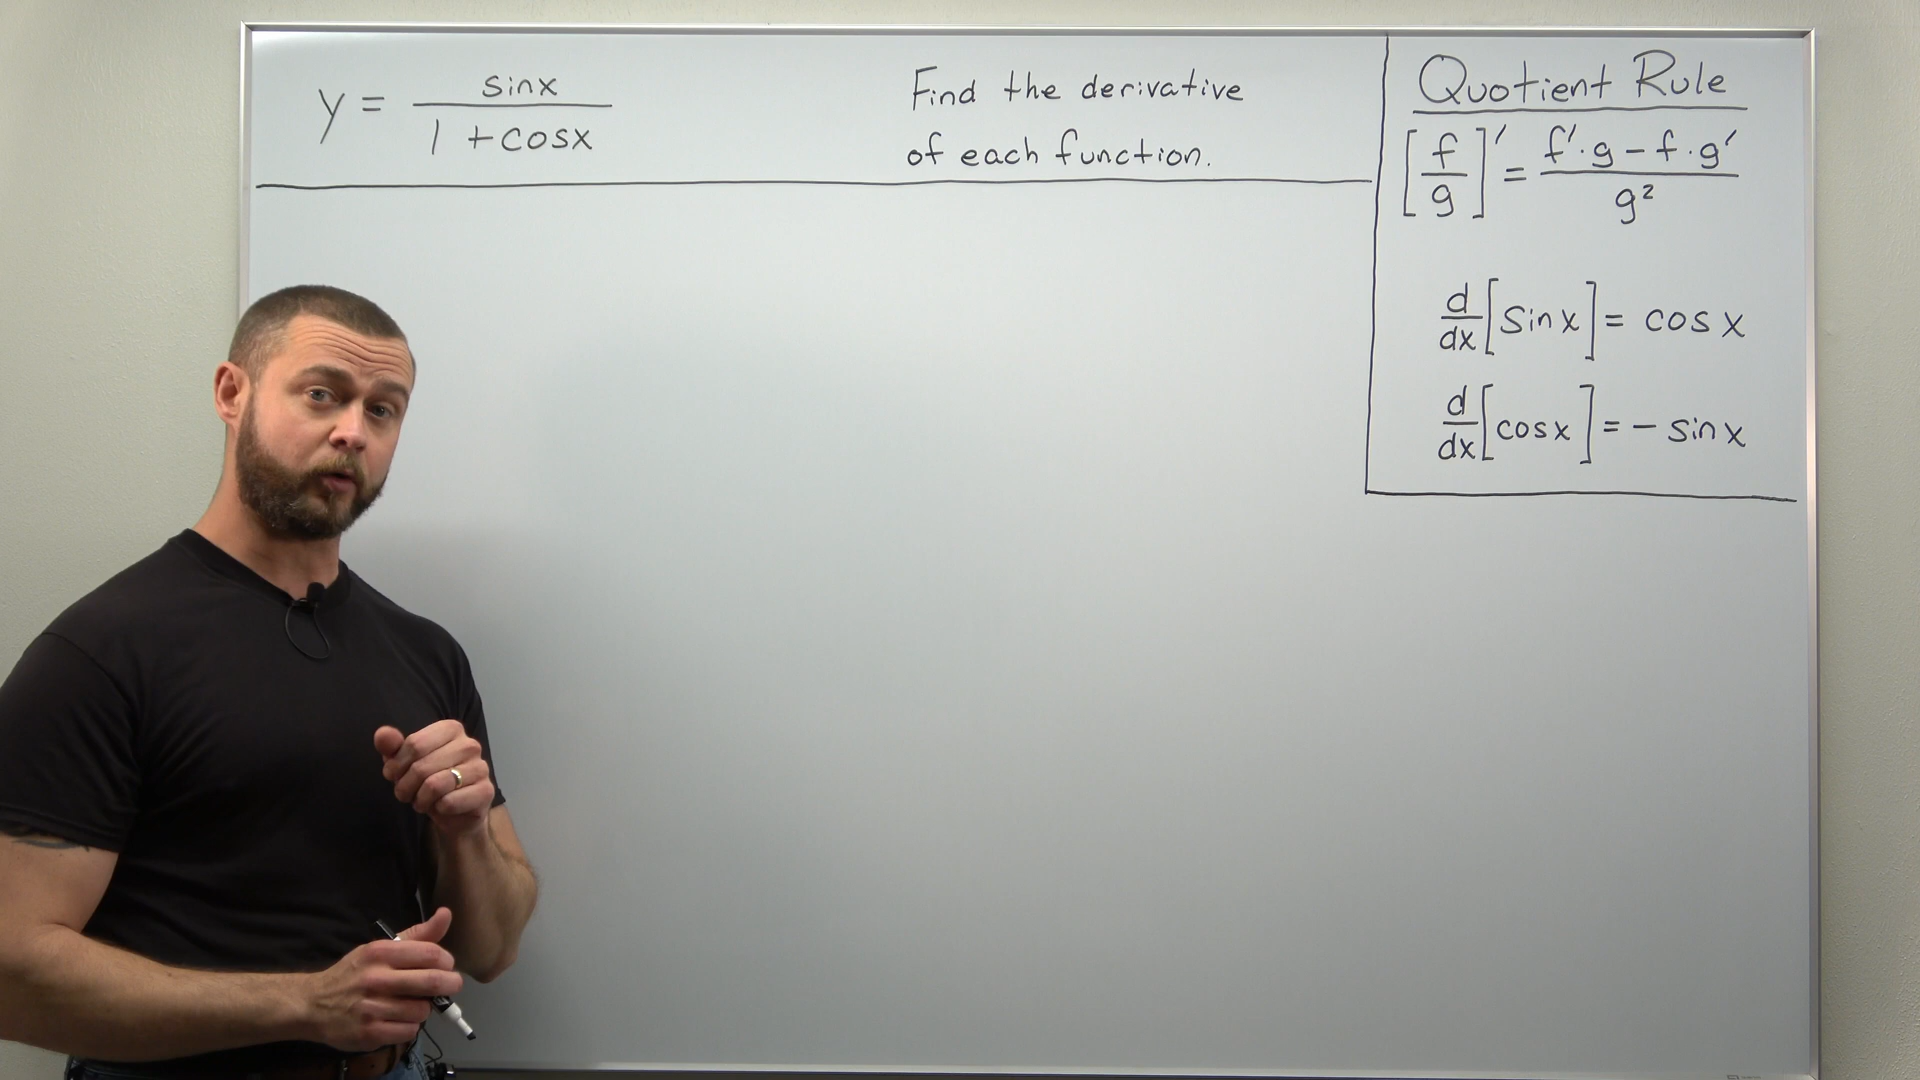 y = sinx / 1 + cosx
Find the derivative
of each function.
Quotient Rule
[f/g]′ = f′·g − f·g′ / g²
d/dx [sin x] = cos x
d/dx [cos x] = − sin x